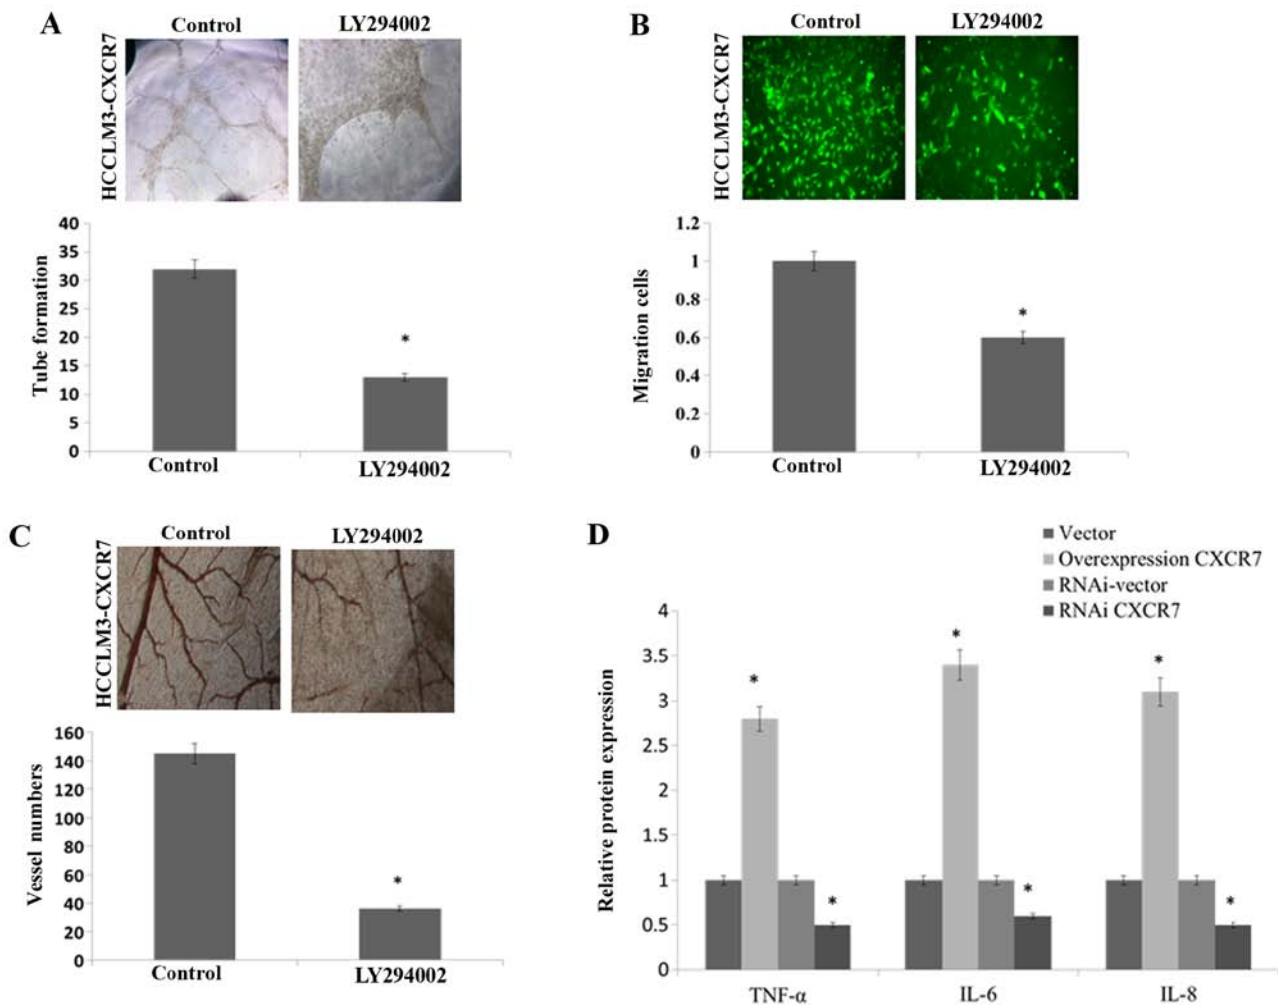 A
Control
LY294002
HCCLM3-CXCR7
40
35
30
25
20
15
10
5
0
Tube formation
*
Control
LY294002
B
Control
LY294002
HCCLM3-CXCR7
1.2
1
0.8
0.6
0.4
0.2
0
Migration cells
*
Control
LY294002
C
Control
LY294002
HCCLM3-CXCR7
160
140
120
100
80
60
40
20
0
Vessel numbers
*
Control
LY294002
D
Vector
Overexpression CXCR7
RNAi-vector
RNAi CXCR7
4
3.5
3
2.5
2
1.5
1
0.5
0
Relative protein expression
*
*
*
*
*
*
TNF-α
IL-6
IL-8